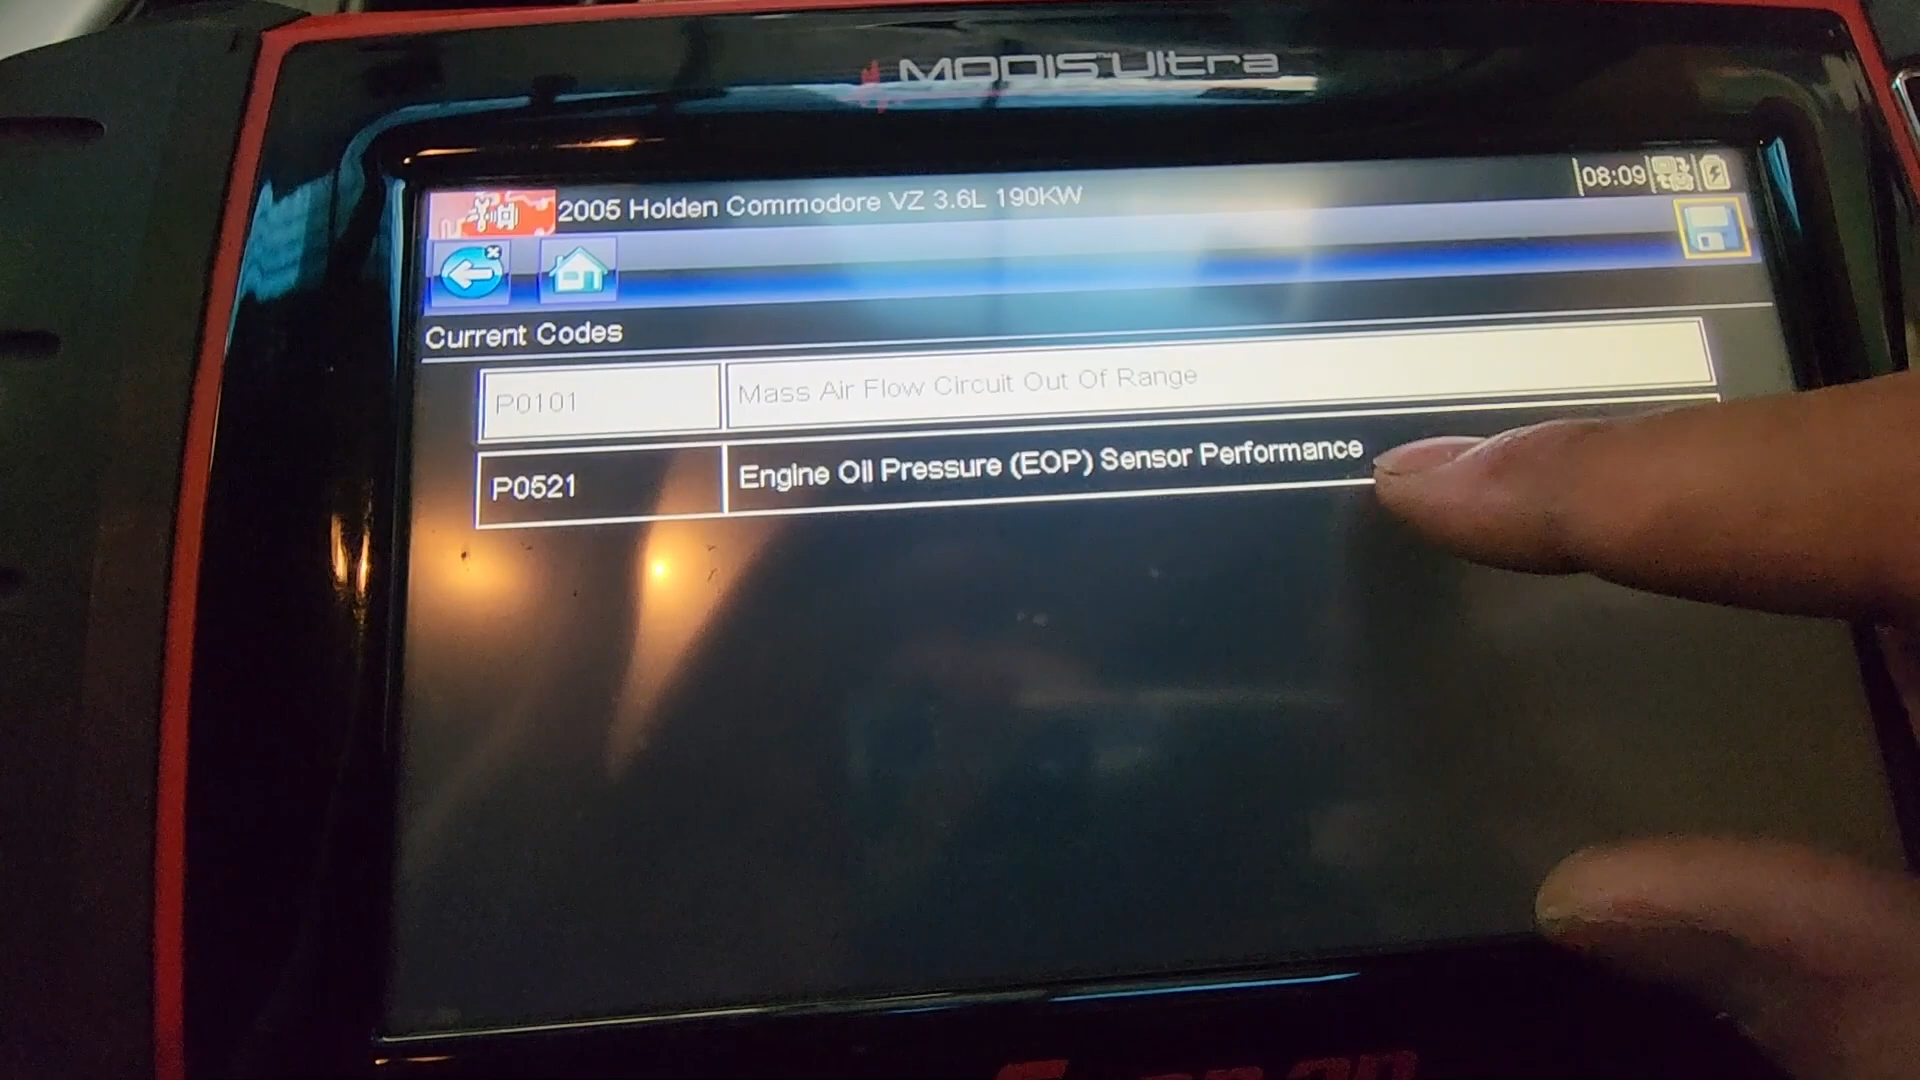 MODIS™ Ultra
08:09
2005 Holden Commodore VZ 3.6L 190KW
Current Codes
P0101 Mass Air Flow Circuit Out Of Range
P0521 Engine Oil Pressure (EOP) Sensor Performance